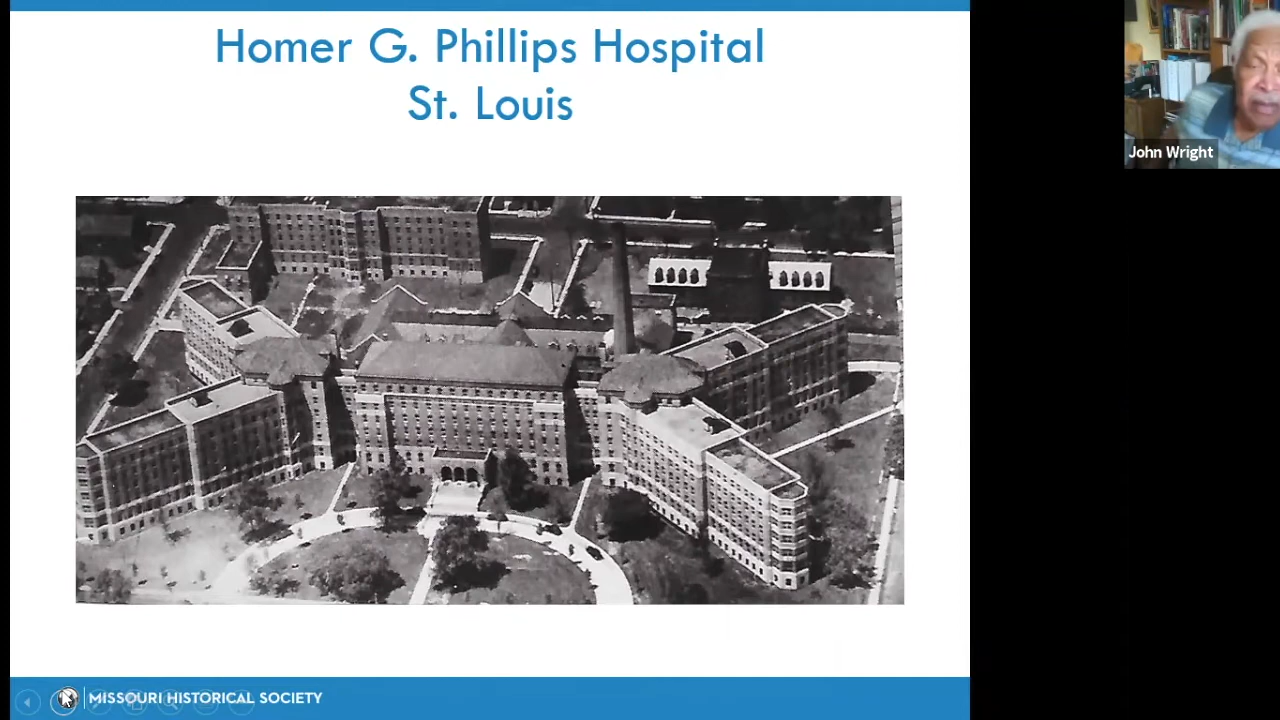 Homer G. Phillips Hospital
St. Louis
John Wright
MISSOURI HISTORICAL SOCIETY